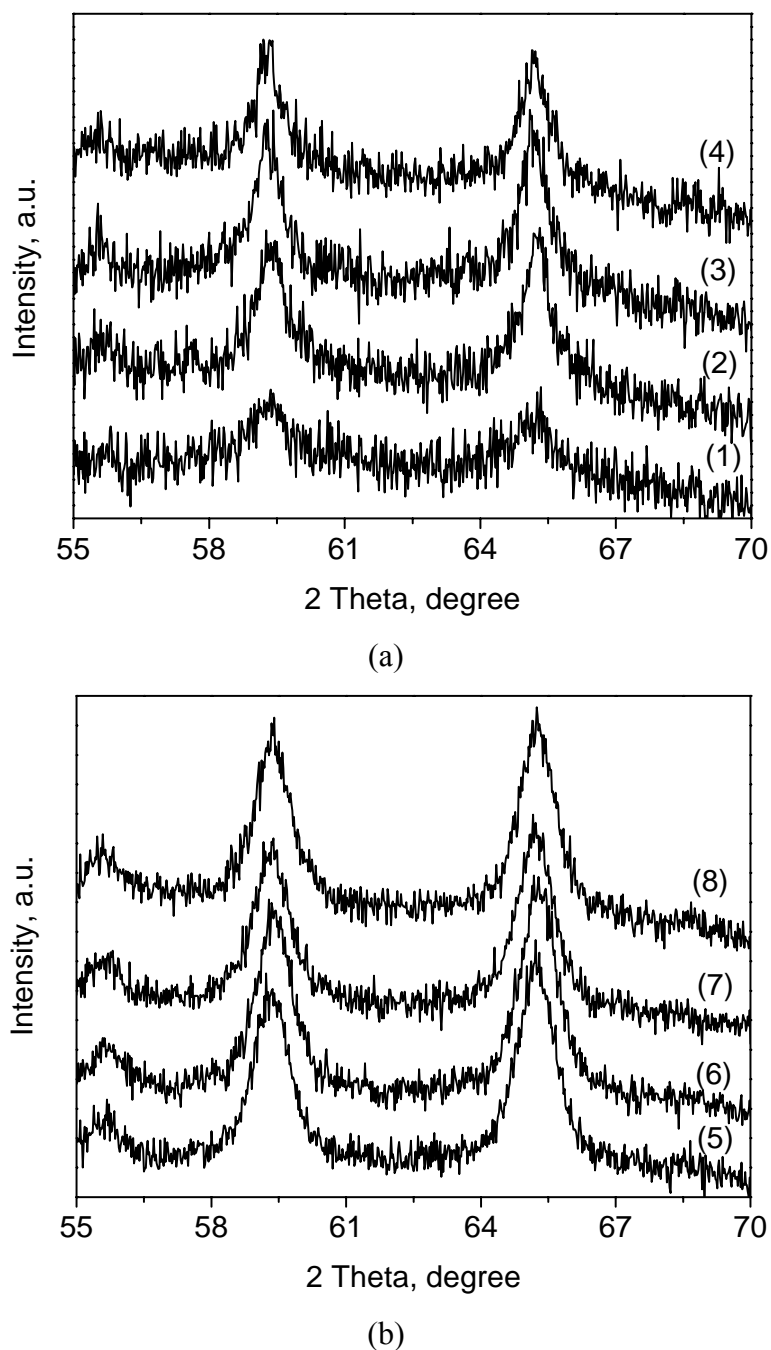 Intensity, a.u.
(4)
(3)
(2)
(1)
55 58 61 64 67 70
2 Theta, degree
(a)
Intensity, a.u.
(8)
(7)
(6)
(5)
55 58 61 64 67 70
2 Theta, degree
(b)